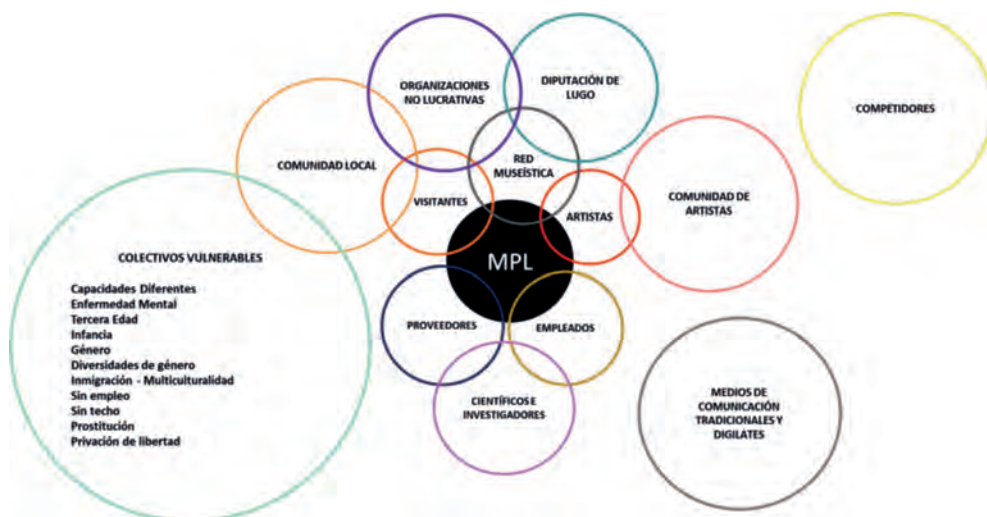 ORGANIZACIONES
NO LUCRATIVAS
DIPUTACIÓN DE
LUGO
COMPETIDORES
COMUNIDAD LOCAL
RED
MUSEÍSTICA
VISITANTES
ARTISTAS
COMUNIDAD DE
ARTISTAS
COLECTIVOS VULNERABLES
Capacidades Diferentes
Enfermedad Mental
Tercera Edad
Infancia
Género
Diversidades de género
Inmigración - Multiculturalidad
Sin empleo
Sin techo
Prostitución
Privación de libertad
MPL
PROVEEDORES
EMPLEADOS
CIENTÍFICOS E
INVESTIGADORES
MEDIOS DE
COMUNICACIÓN
TRADICIONALES Y
DIGILATES